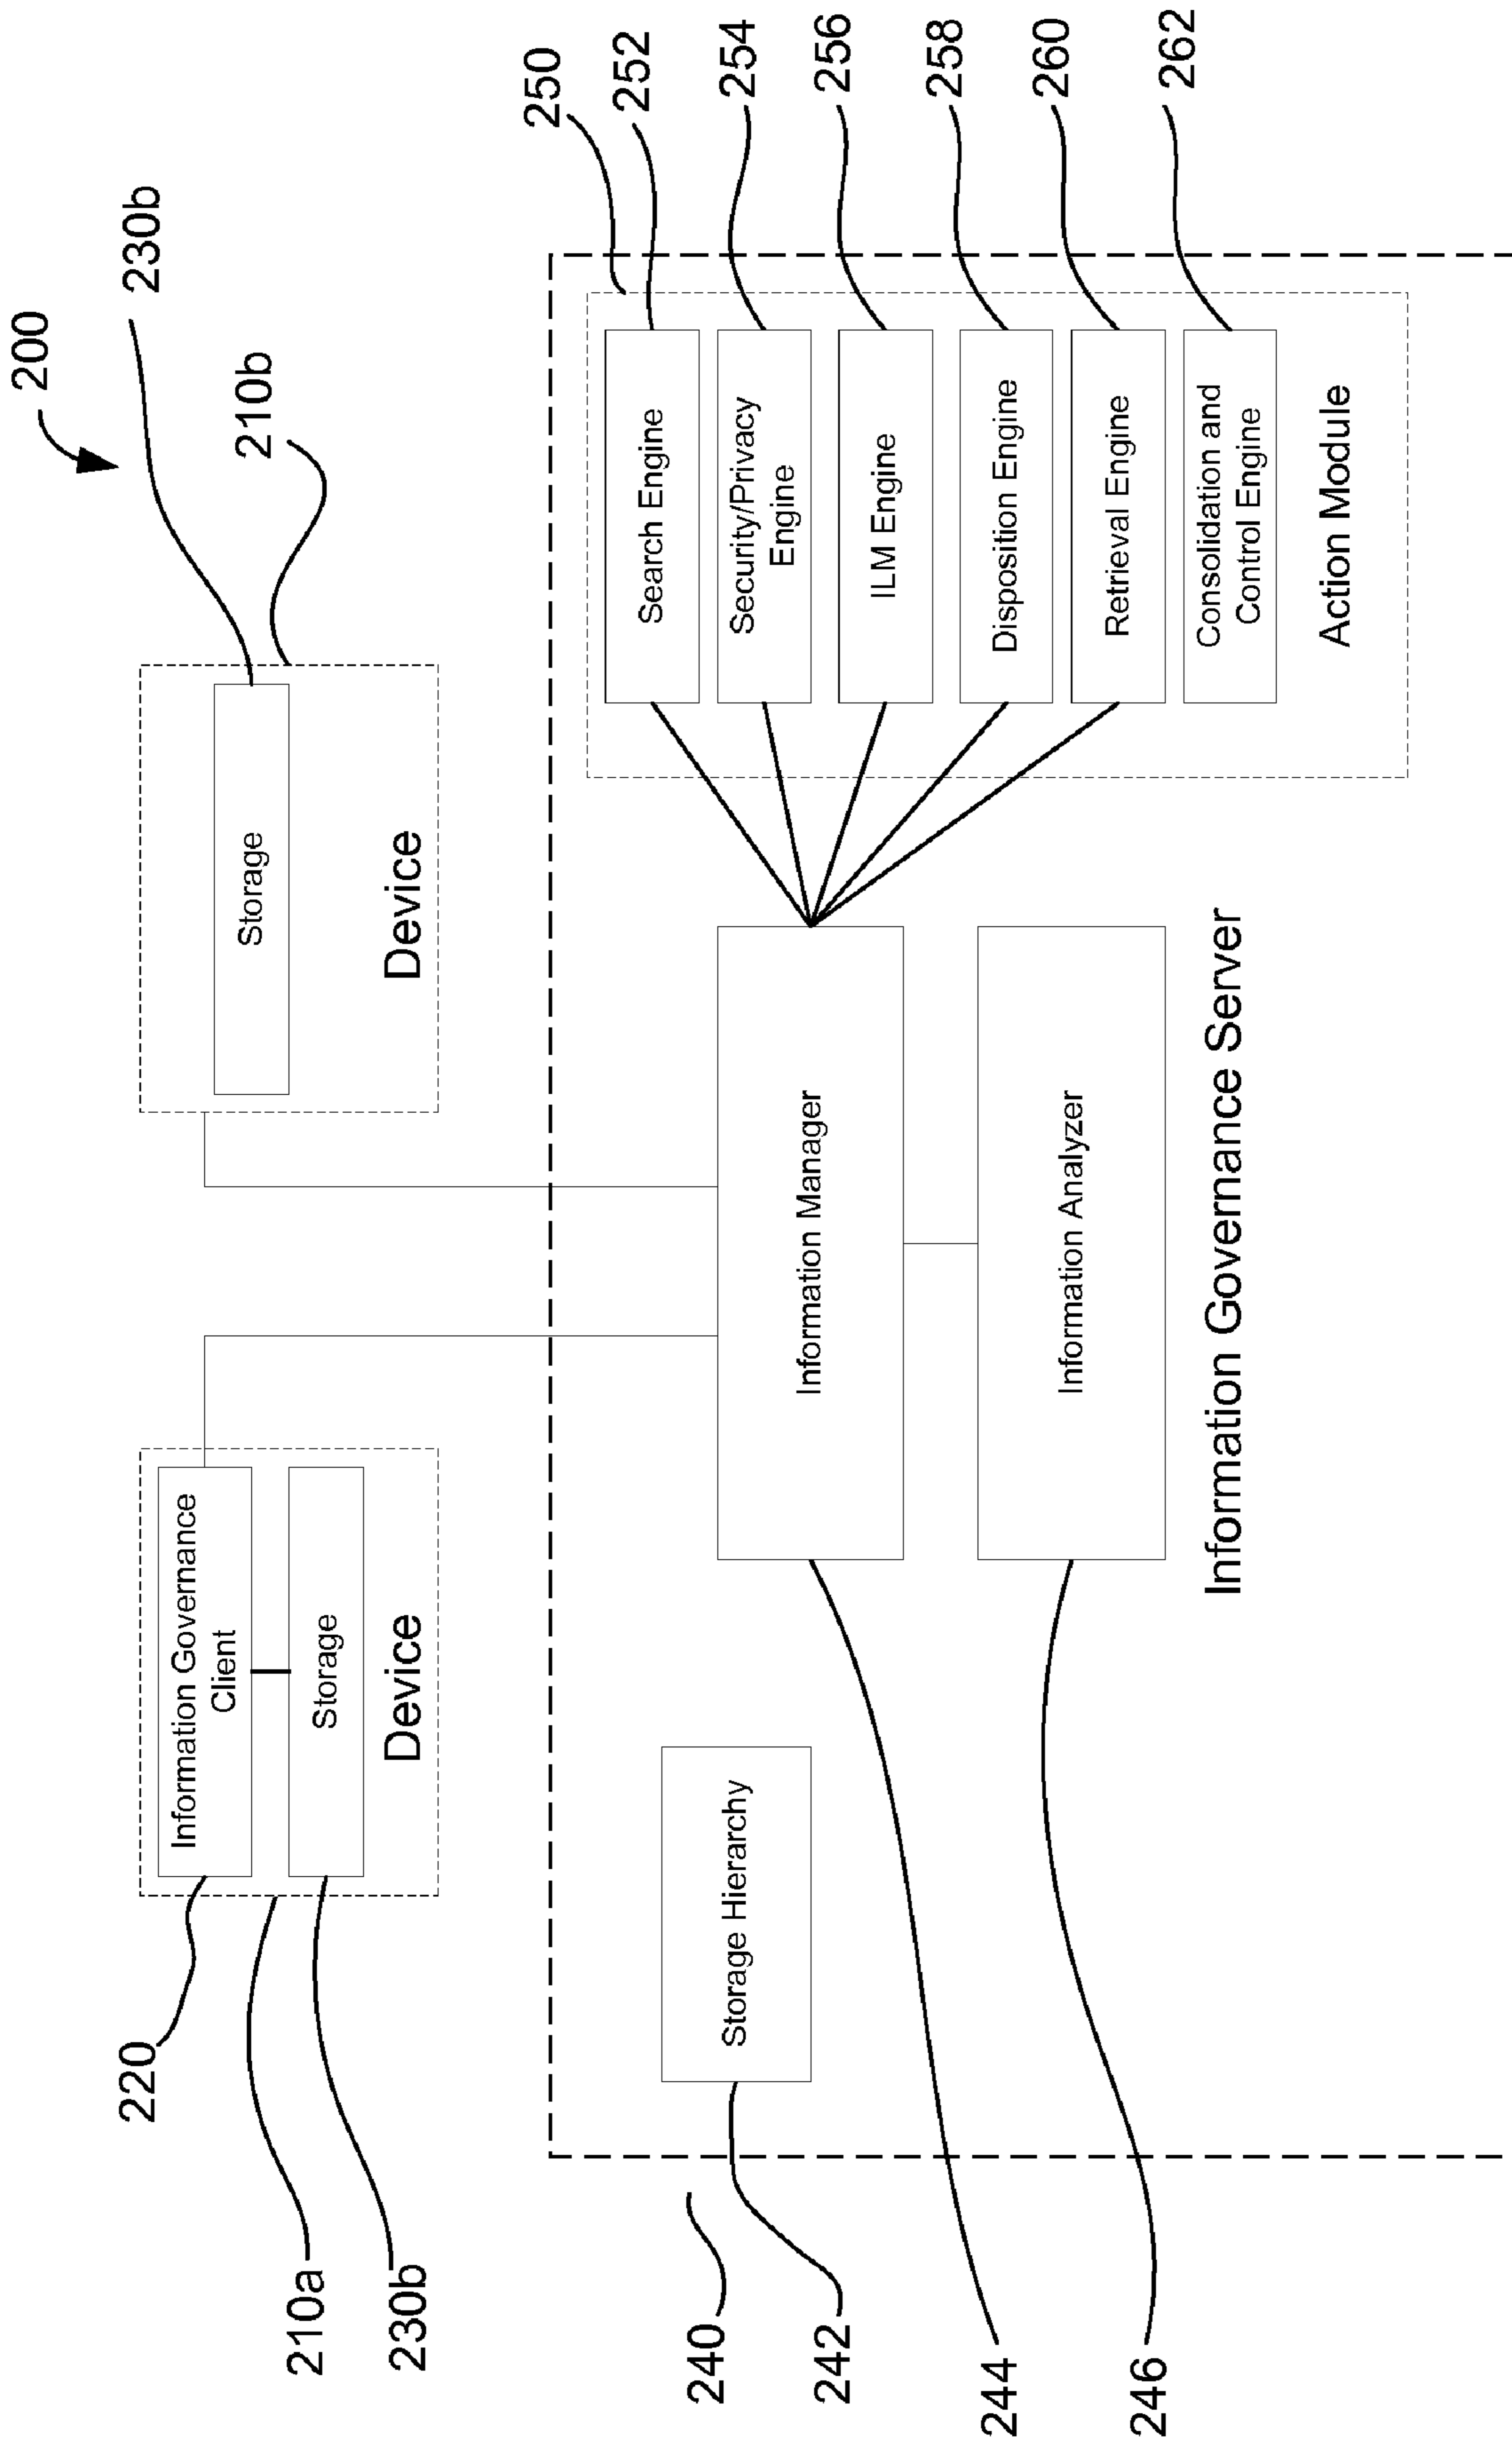 200
230b
220
Information Governance
Client
Storage
Device
210a
230b
Storage
Device
210b
240
Storage Hierarchy
242
Information Manager
244
Information Analyzer
246
Information Governance Server
250
Search Engine
252
Security/Privacy
Engine
254
ILM Engine
256
Disposition Engine
258
Retrieval Engine
260
Consolidation and
Control Engine
262
Action Module